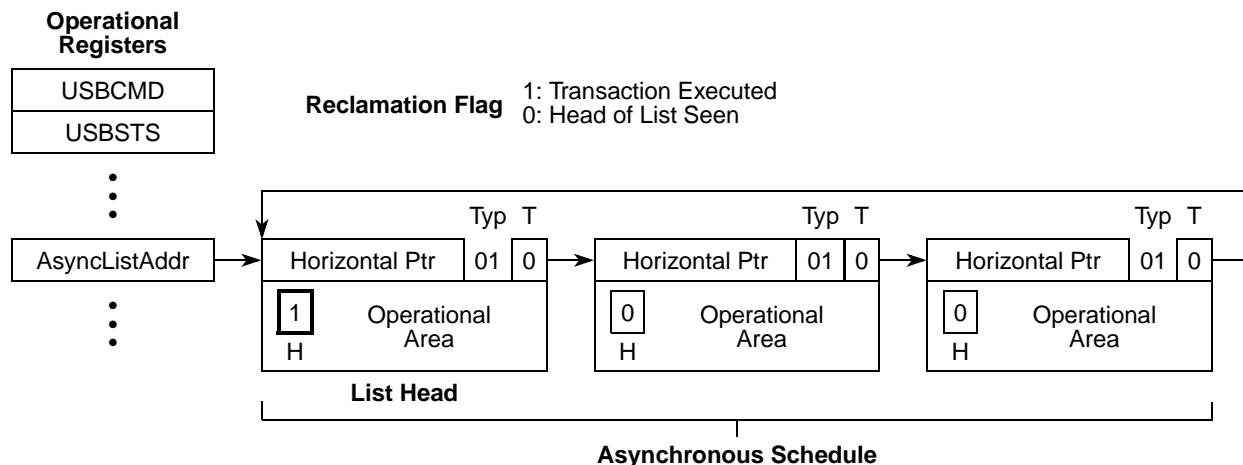 Operational
Registers
USBCMD
USBSTS
Reclamation Flag
1: Transaction Executed
0: Head of List Seen
Typ T Typ T Typ T
AsyncListAddr Horizontal Ptr 01 0 Horizontal Ptr 01 0 Horizontal Ptr 01 0
1 Operational Area
H
0 Operational Area
H
0 Operational Area
H
List Head
Asynchronous Schedule